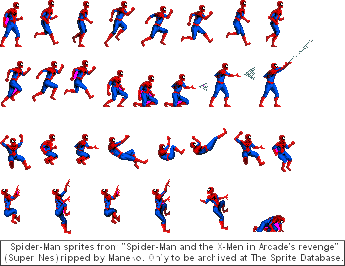 Spider-Man sprites from "Spider-Man and the X-Men in Arcade's revenge"
(Super Nes) ripped by Maneko. Only to be archived at The Sprite Database.